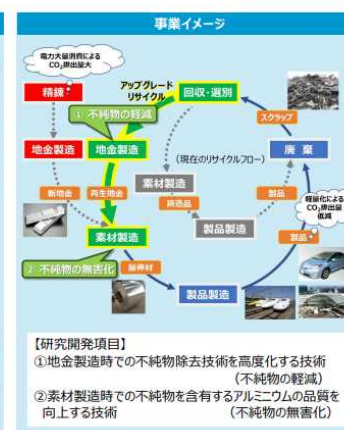 事業イメージ
電力大量消費による
CO₂排出量大
精錬
アップグレード
リサイクル
回収・選別
① 不純物の軽減
スクラップ
地金製造
地金製造
(現在のリサイクルフロー)
廃棄
新地金
再生地金
素材製造
鋳造品
製品
軽量化による
CO₂排出量
低減
素材製造
製品製造
製品
② 不純物の無害化
展伸材
製品製造
【研究開発項目】
①地金製造時での不純物除去技術を高度化する技術
(不純物の軽減)
②素材製造時での不純物を含有するアルミニウムの品質を
向上する技術 (不純物の無害化)